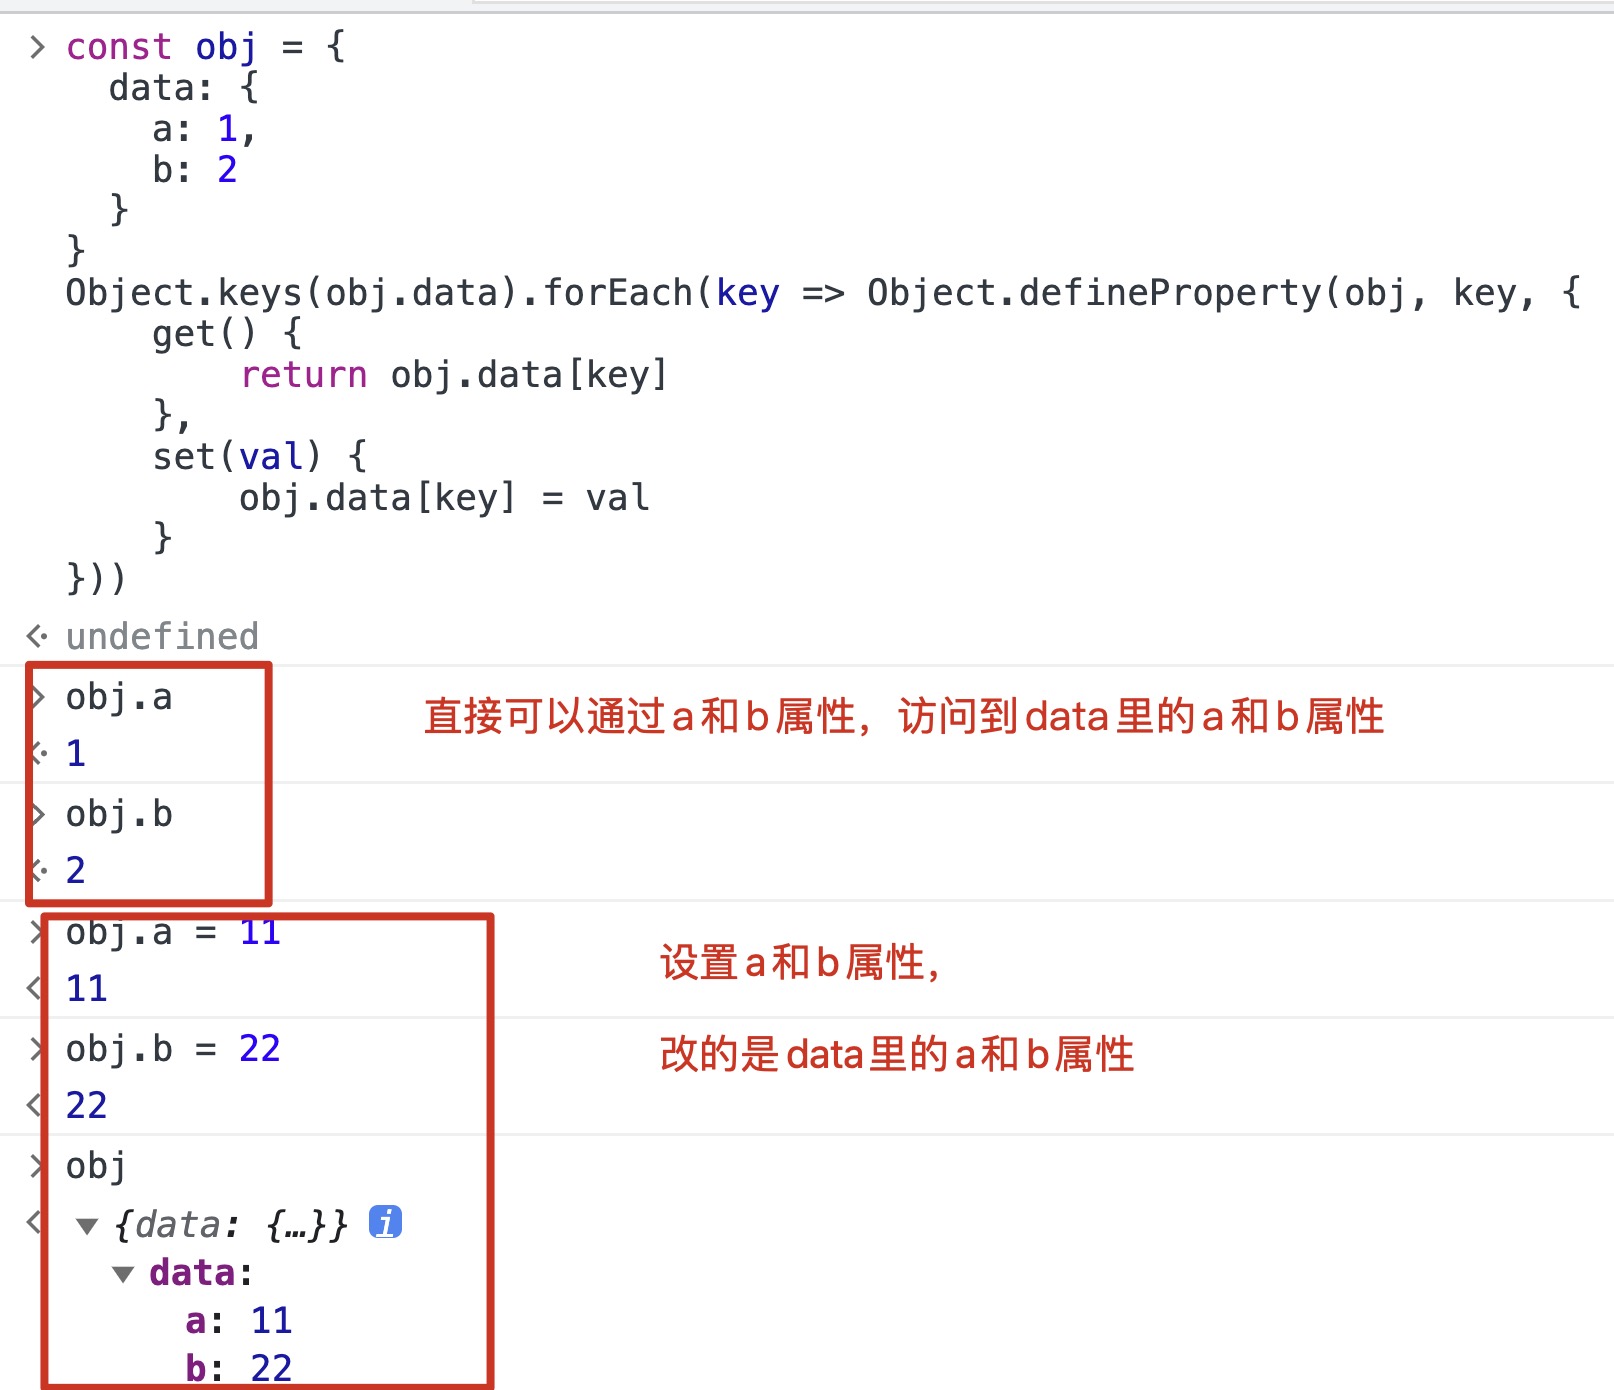 const obj = {
data: {
a: 1,
b: 2
}
}
Object.keys(obj.data).forEach(key => Object.defineProperty(obj, key, {
get() {
return obj.data[key]
},
set(val) {
obj.data[key] = val
}
}))
undefined
obj.a
直接可以通过a和b属性，访问到data里的a和b属性
1
obj.b
2
obj.a = 11
设置a和b属性，
11
obj.b = 22
改的是data里的a和b属性
22
obj
{data: {…}} i
data:
a: 11
b: 22